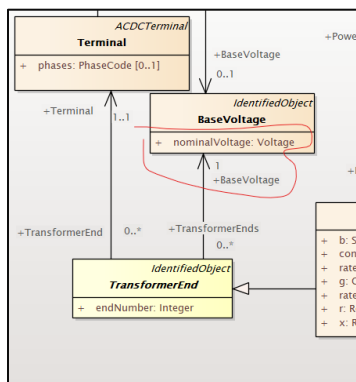 ACDCTerminal
Terminal
+ phases: PhaseCode [0..1]
+Powe
+BaseVoltage
0..1
+Terminal
1..1
IdentifiedObject
BaseVoltage
+ nominalVoltage: Voltage
1
+BaseVoltage
+TransformerEnd
0..*
+TransformerEnds
0..*
IdentifiedObject
TransformerEnd
+ endNumber: Integer
+ b: S
+ con
+ rate
+ g: C
+ rate
+ r: R
+ x: R